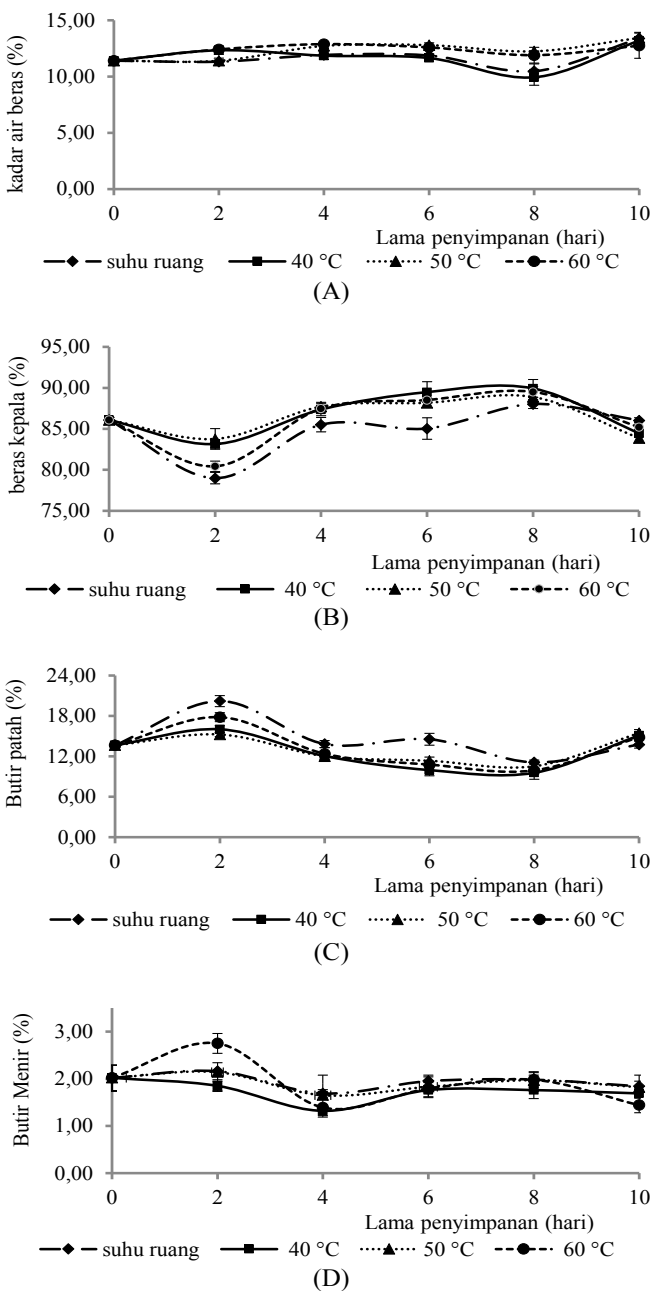 15,00
10,00
5,00
0,00
kadar air beras (%)
0 2 4 6 8 10
Lama penyimpanan (hari)
suhu ruang 40 °C 50 °C 60 °C
(A)
95,00
90,00
85,00
80,00
75,00
beras kepala (%)
0 2 4 6 8 10
Lama penyimpanan (hari)
suhu ruang 40 °C 50 °C 60 °C
(B)
24,00
18,00
12,00
6,00
0,00
Butir patah (%)
0 2 4 6 8 10
Lama penyimpanan (hari)
suhu ruang 40 °C 50 °C 60 °C
(C)
3,00
2,00
1,00
0,00
Butir Menir (%)
0 2 4 6 8 10
Lama penyimpanan (hari)
suhu ruang 40 °C 50 °C 60 °C
(D)